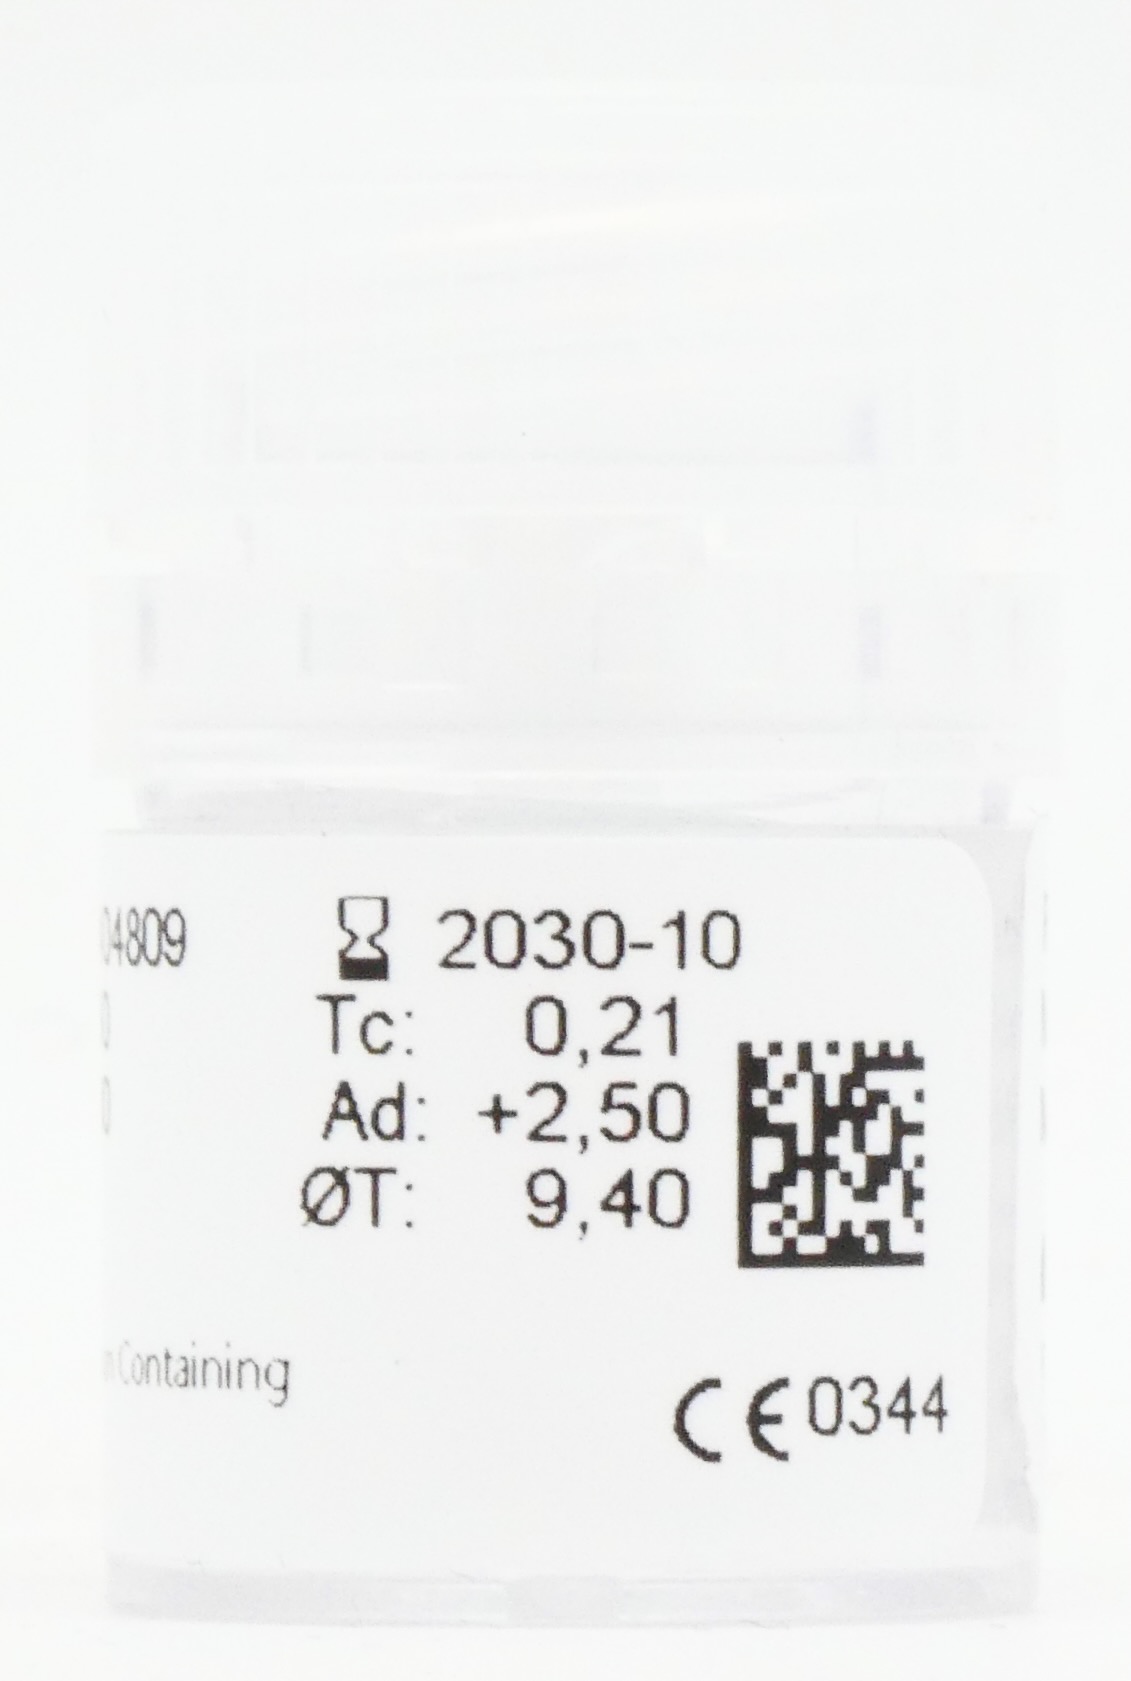 04809 2030-10
Tc: 0,21
Ad: +2,50
ØT: 9,40
Containing
CE 0344